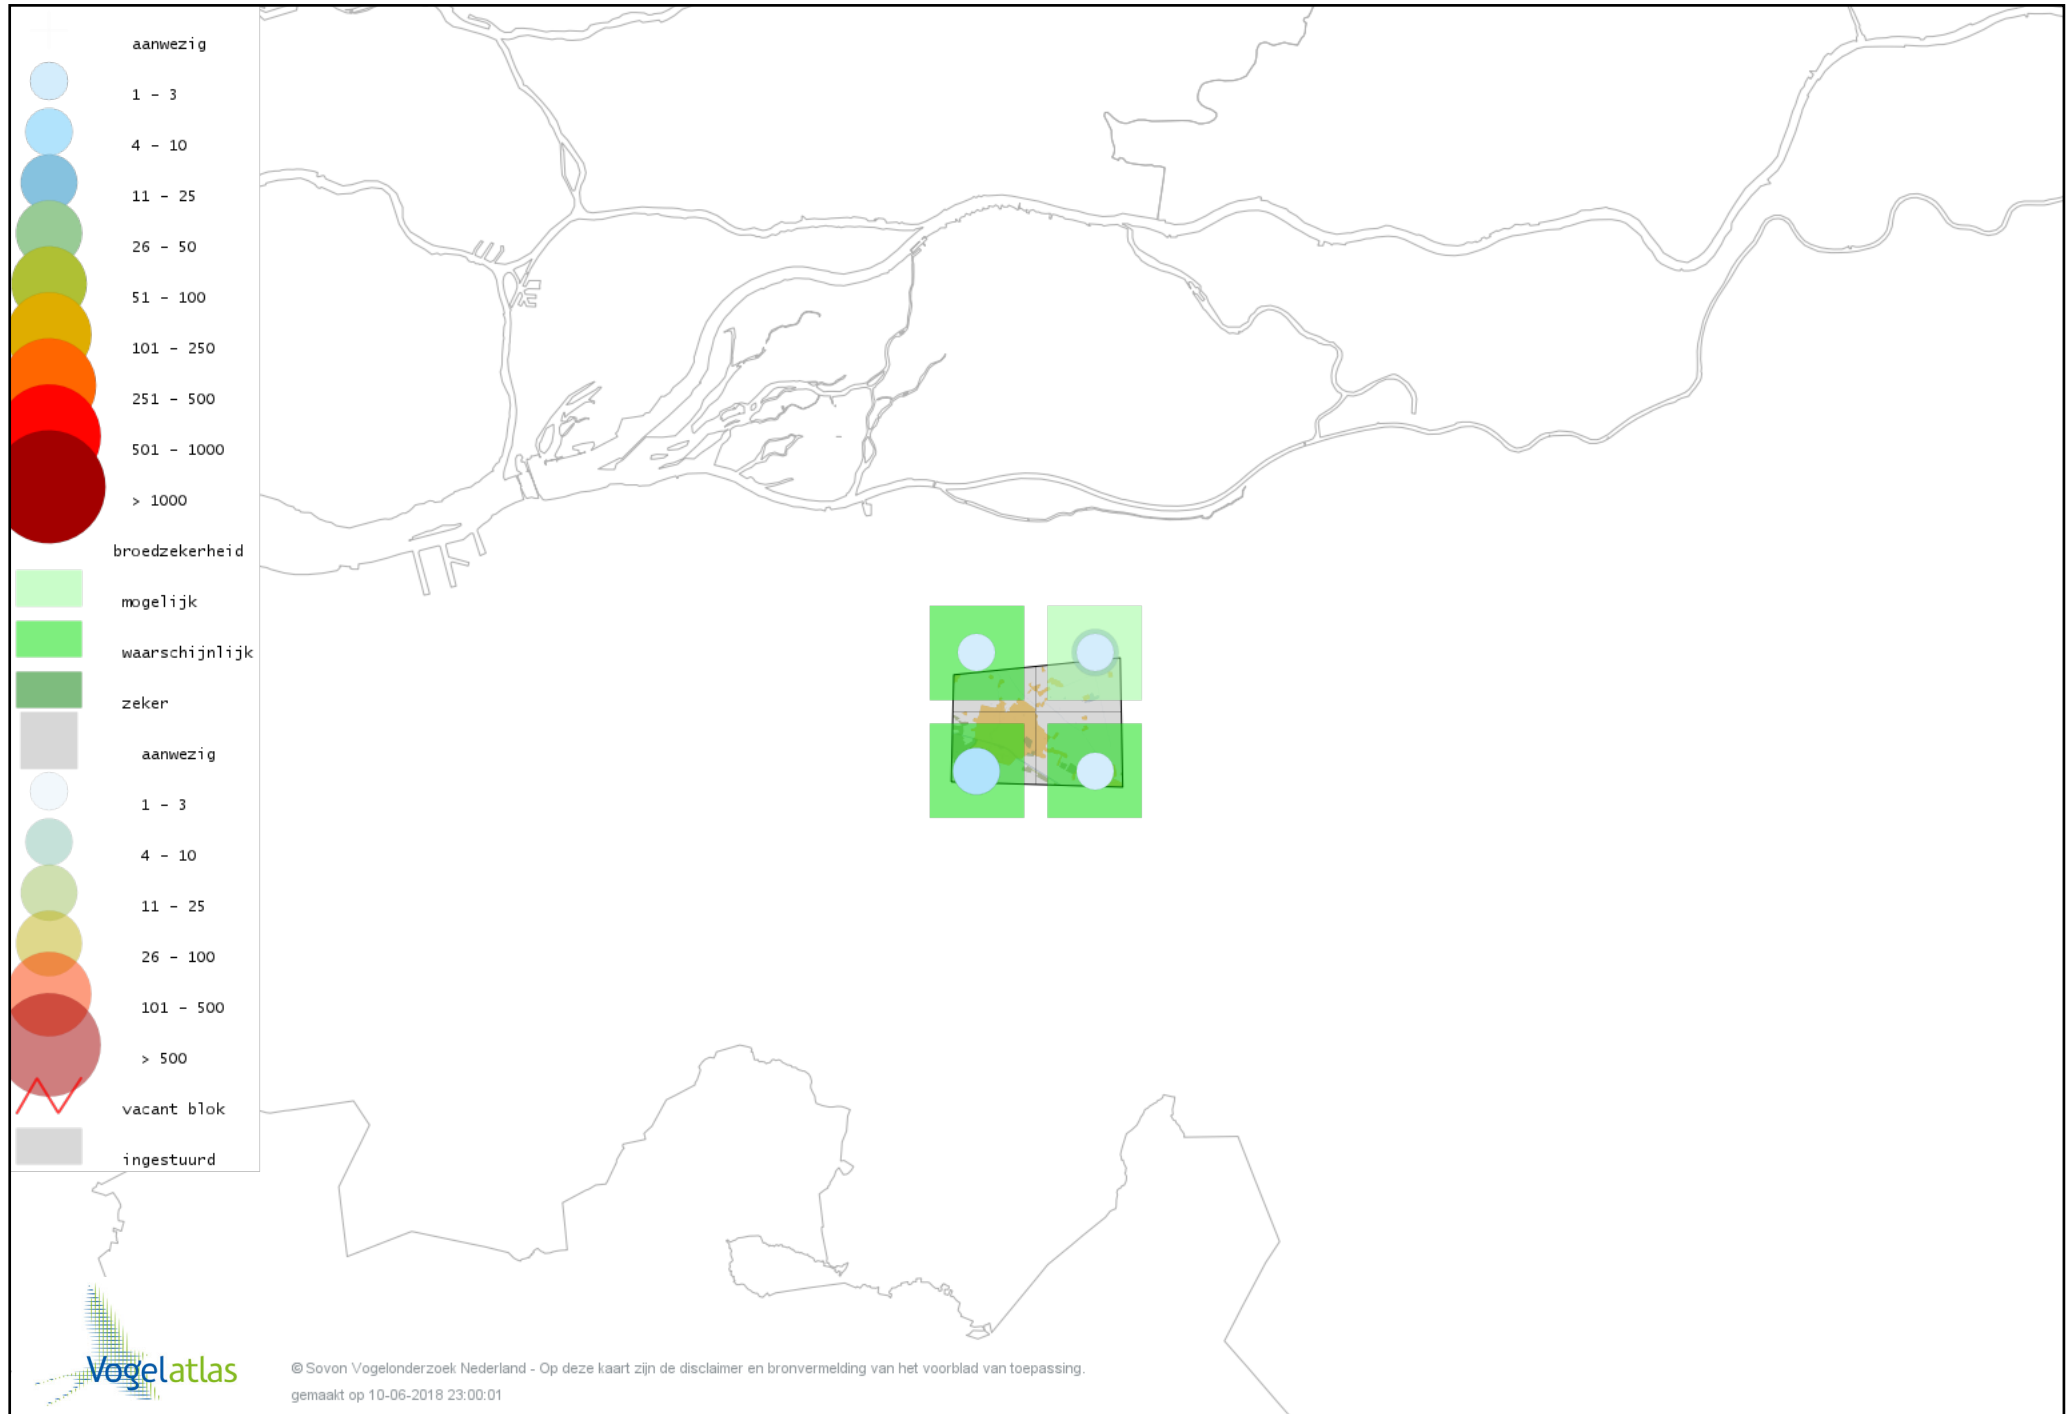 aanwezig
1 - 3
4 - 10
11 - 25
26 - 50
51 - 100
101 - 250
251 - 500
501 - 1000
> 1000
broedzekerheid
mogelijk
waarschijnlijk
zeker
aanwezig
1 - 3
4 - 10
11 - 25
26 - 100
101 - 500
> 500
vacant blok
ingestuurd
Vogelatlas
© Sovon Vogelonderzoek Nederland - Op deze kaart zijn de disclaimer en bronvermelding van het voorblad van toepassing.
gemaakt op 10-06-2018 23:00:01